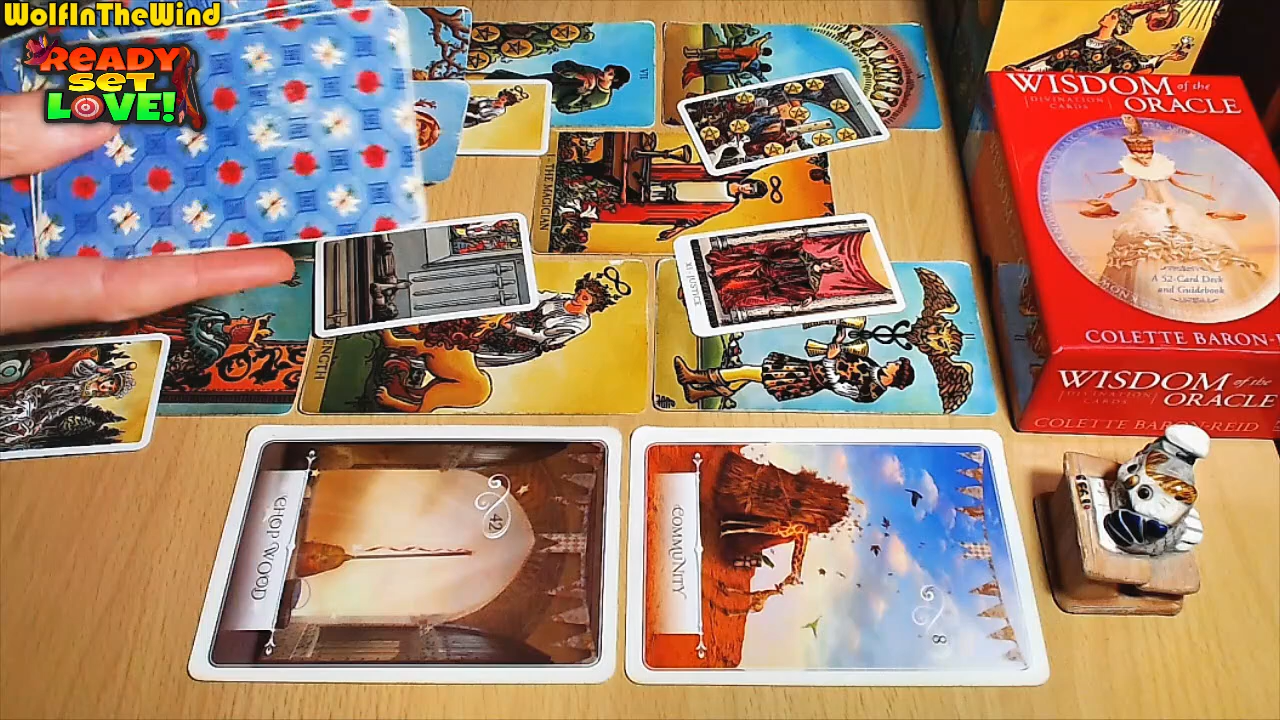 WolfInTheWind
READY
SET
LOVE!
VII
X
I THE MAGICIAN
XI JUSTICE
WISDOM of the
DIVINATION
CARDS
ORACLE
A 52-Card Deck
and Guidebook
COLETTE BARON-
WISDOM of the
DIVINATION
CARDS
ORACLE
COLETTE BARON-REID
42
CHOP WOOD
COMMUNITY
8